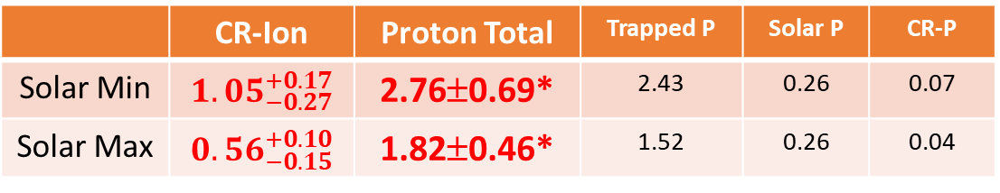 CR-Ion Proton Total Trapped P Solar P CR-P
Solar Min 1.05+0.17−0.27 2.76±0.69* 2.43 0.26 0.07
Solar Max 0.56+0.10−0.15 1.82±0.46* 1.52 0.26 0.04